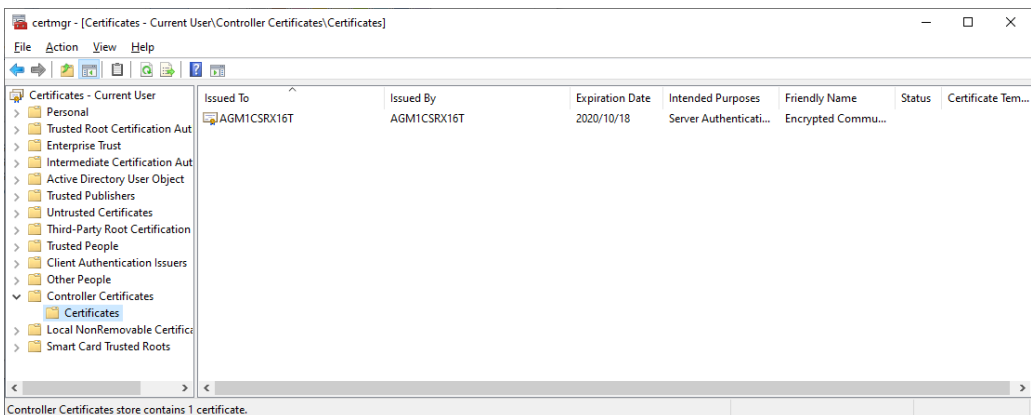 certmgr - [Certificates - Current User\Controller Certificates\Certificates]
File Action View Help
Certificates - Current User
Personal
Trusted Root Certification Aut
Enterprise Trust
Intermediate Certification Aut
Active Directory User Object
Trusted Publishers
Untrusted Certificates
Third-Party Root Certification
Trusted People
Client Authentication Issuers
Other People
Controller Certificates
Certificates
Local NonRemovable Certifica
Smart Card Trusted Roots
Issued To Issued By Expiration Date Intended Purposes Friendly Name Status Certificate Tem...
AGM1CSRX16T AGM1CSRX16T 2020/10/18 Server Authenticati... Encrypted Commu...
Controller Certificates store contains 1 certificate.